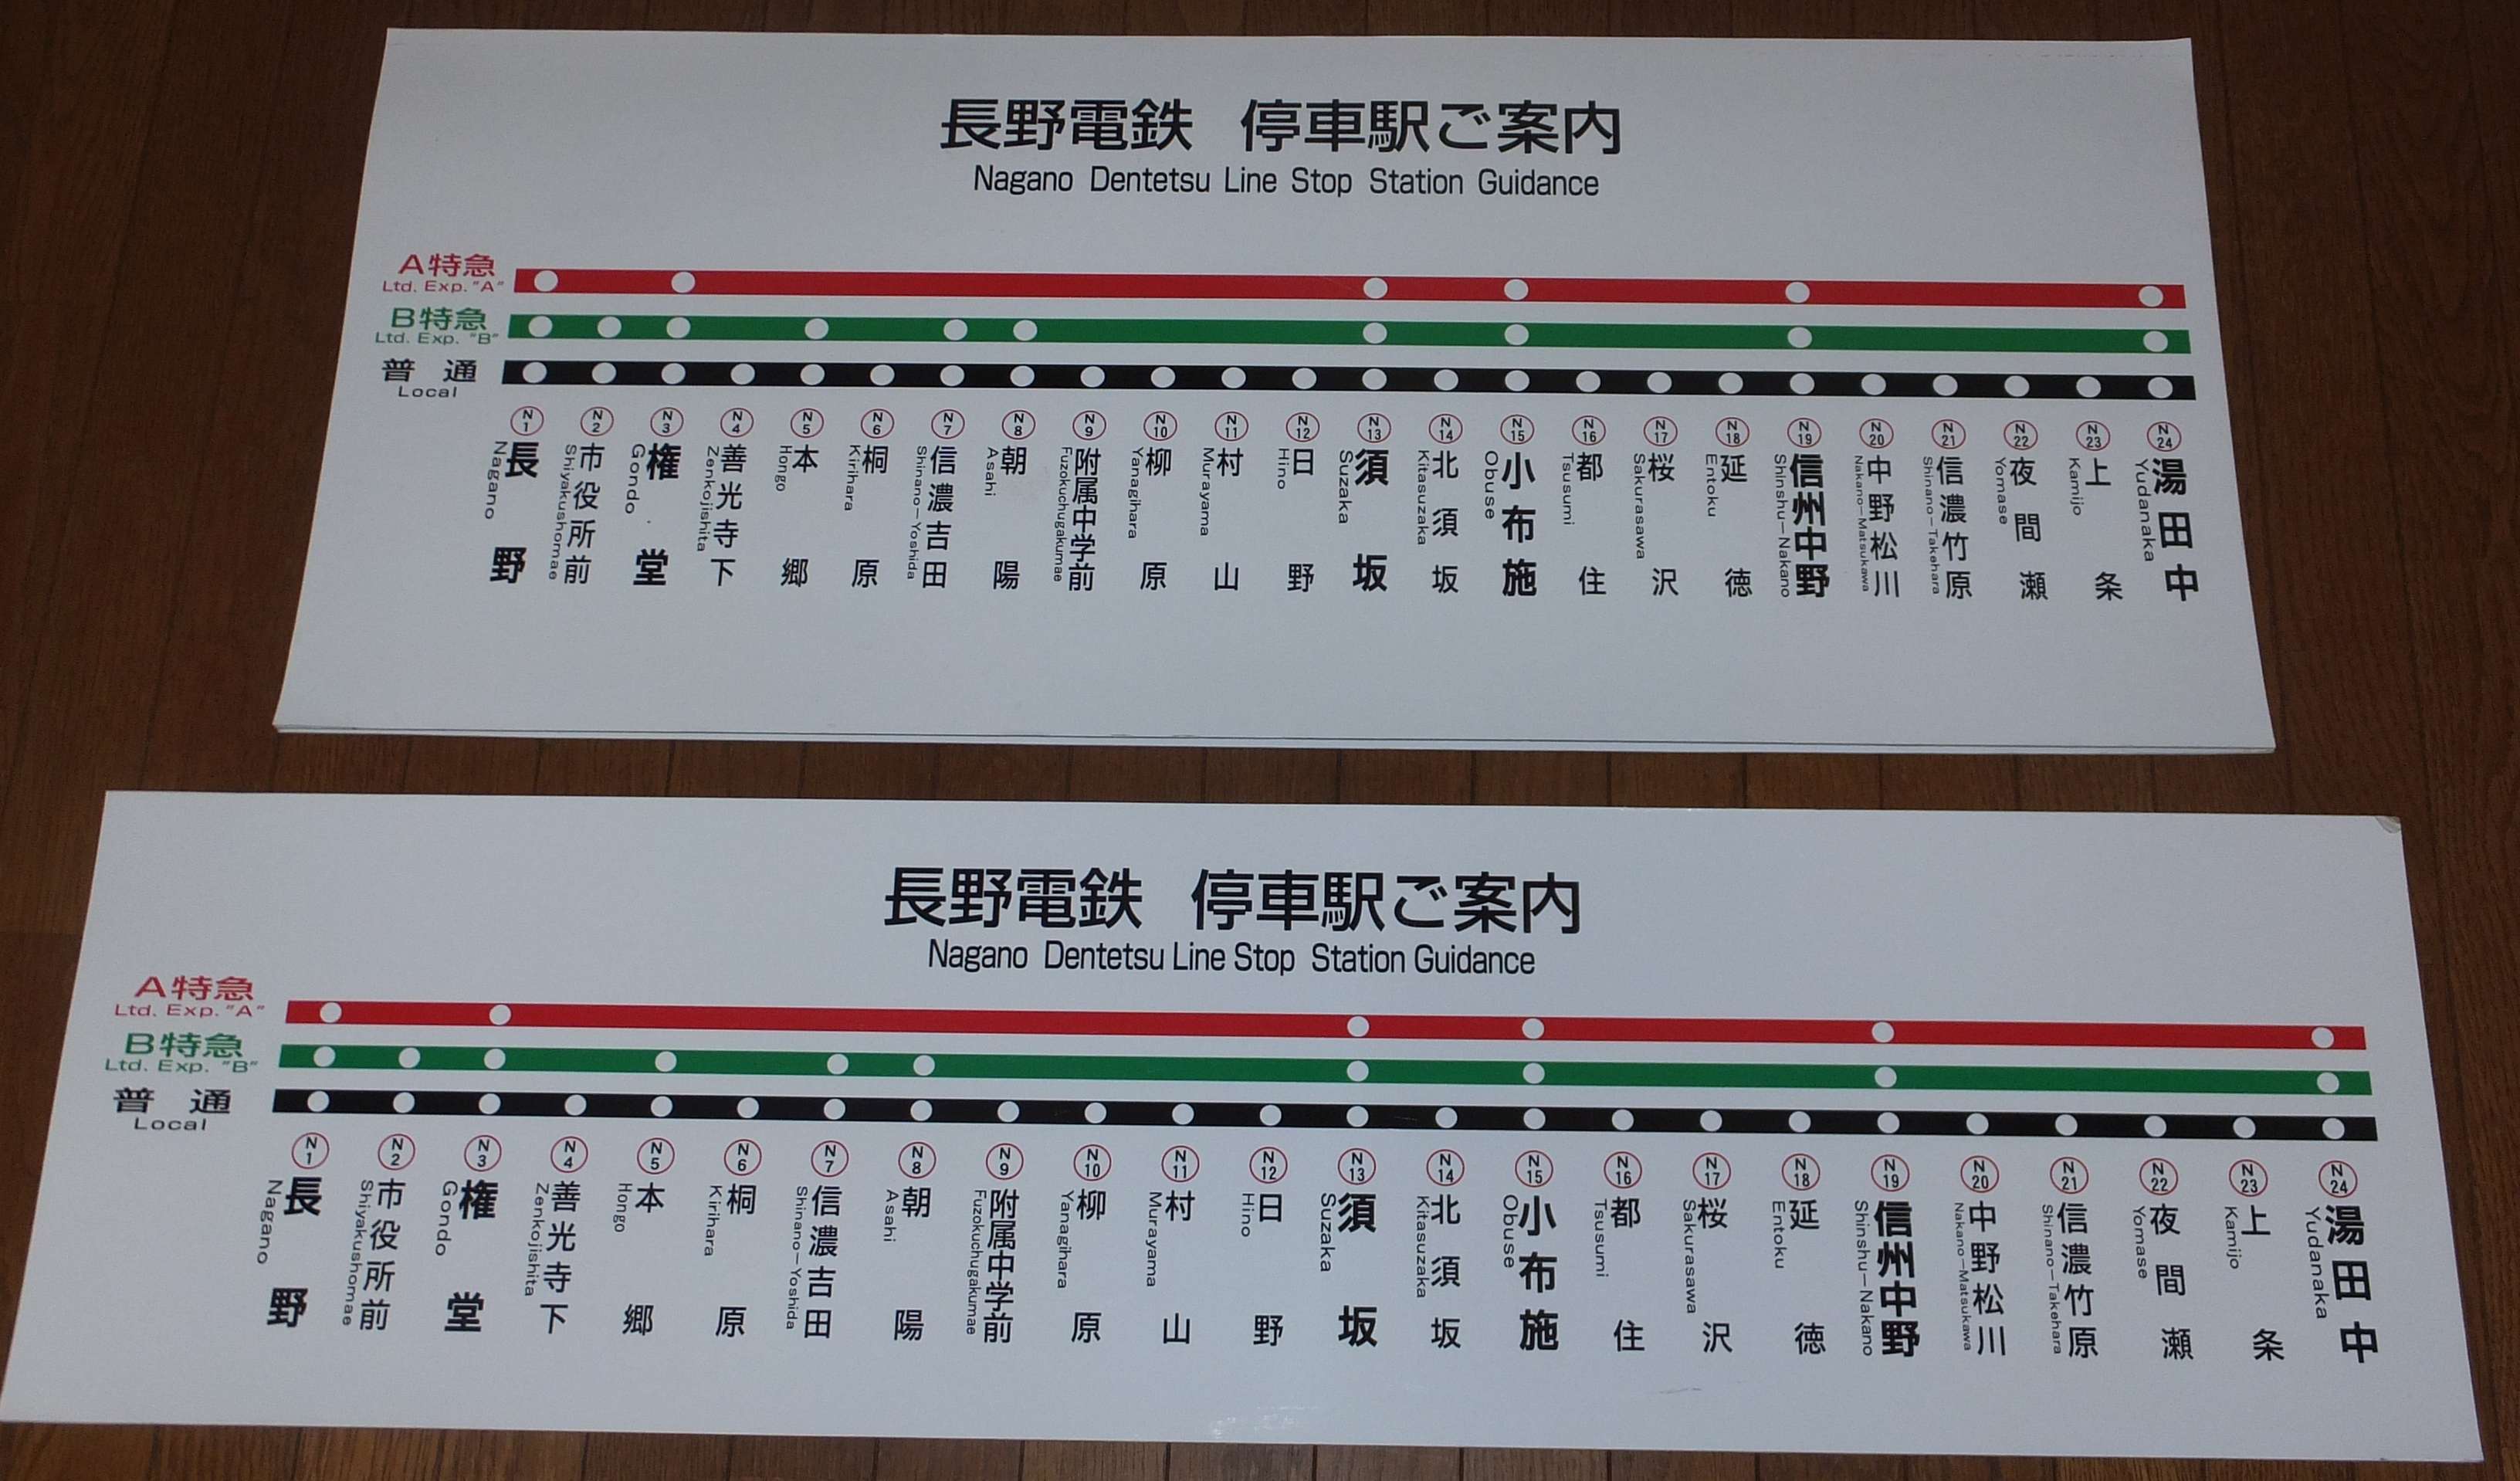 長野電鉄 停車駅ご案内
Nagano Dentetsu Line Stop Station Guidance
A特急
Ltd. Exp. "A"
B特急
Ltd. Exp. "B"
普通
Local
N1 長野 Nagano
N2 市役所前 Shiyakushomae
N3 権堂 Gondo
N4 善光寺下 Zenkojishita
N5 本郷 Hongo
N6 桐原 Kirihara
N7 信濃吉田 Shinano-Yoshida
N8 朝陽 Asahi
N9 附属中学前 Fuzokuchugakumae
N10 柳原 Yanagihara
N11 村山 Murayama
N12 日野 Hino
N13 須坂 Suzaka
N14 北須坂 Kitasuzaka
N15 小布施 Obuse
N16 都住 Tsusumi
N17 桜沢 Sakurasawa
N18 延徳 Entoku
N19 信州中野 Shinshu-Nakano
N20 中野松川 Nakano-Matsukawa
N21 信濃竹原 Shinano-Takehara
N22 夜間瀬 Yomase
N23 上条 Kamijo
N24 湯田中 Yudanaka
長野電鉄 停車駅ご案内
Nagano Dentetsu Line Stop Station Guidance
A特急
Ltd. Exp. "A"
B特急
Ltd. Exp. "B"
普通
Local
N1 長野 Nagano
N2 市役所前 Shiyakushomae
N3 権堂 Gondo
N4 善光寺下 Zenkojishita
N5 本郷 Hongo
N6 桐原 Kirihara
N7 信濃吉田 Shinano-Yoshida
N8 朝陽 Asahi
N9 附属中学前 Fuzokuchugakumae
N10 柳原 Yanagihara
N11 村山 Murayama
N12 日野 Hino
N13 須坂 Suzaka
N14 北須坂 Kitasuzaka
N15 小布施 Obuse
N16 都住 Tsusumi
N17 桜沢 Sakurasawa
N18 延徳 Entoku
N19 信州中野 Shinshu-Nakano
N20 中野松川 Nakano-Matsukawa
N21 信濃竹原 Shinano-Takehara
N22 夜間瀬 Yomase
N23 上条 Kamijo
N24 湯田中 Yudanaka